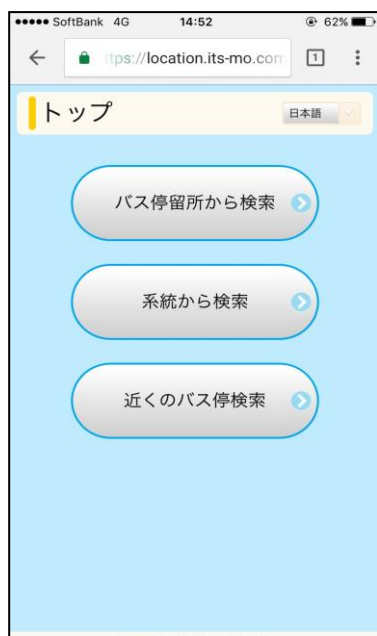 SoftBank 4G 14:52 62%
tps://location.its-mo.com 1
トップ 日本語
バス停留所から検索
系統から検索
近くのバス停検索